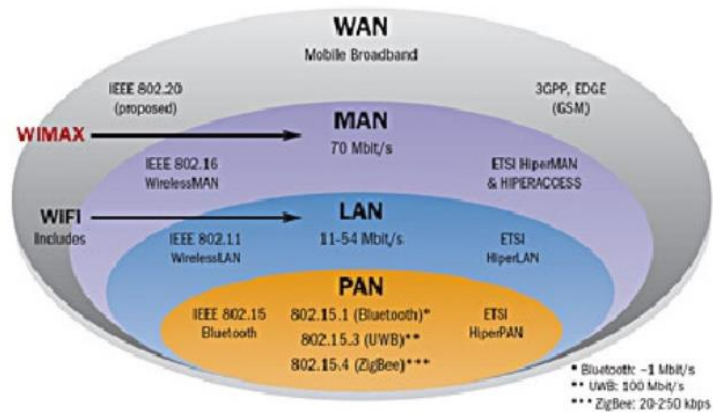 WAN
Mobile Broadband
IEEE 802.20
(proposed)
3GPP, EDGE
(GSM)
WIMAX
MAN
70 Mbit/s
IEEE 802.16
WirelessMAN
ETSI HiperMAN
& HIPERACCESS
WIFI
Includes
LAN
11-54 Mbit/s
IEEE 802.11
WirelessLAN
ETSI
HiperLAN
PAN
IEEE 802.15
Bluetooth
802.15.1 (Bluetooth)*
802.15.3 (UWB)**
802.15.4 (ZigBee)***
ETSI
HiperPAN
* Bluetooth: ~1 Mbit/s
** UWB: 100 Mbit/s
*** ZigBee: 20-250 kbps